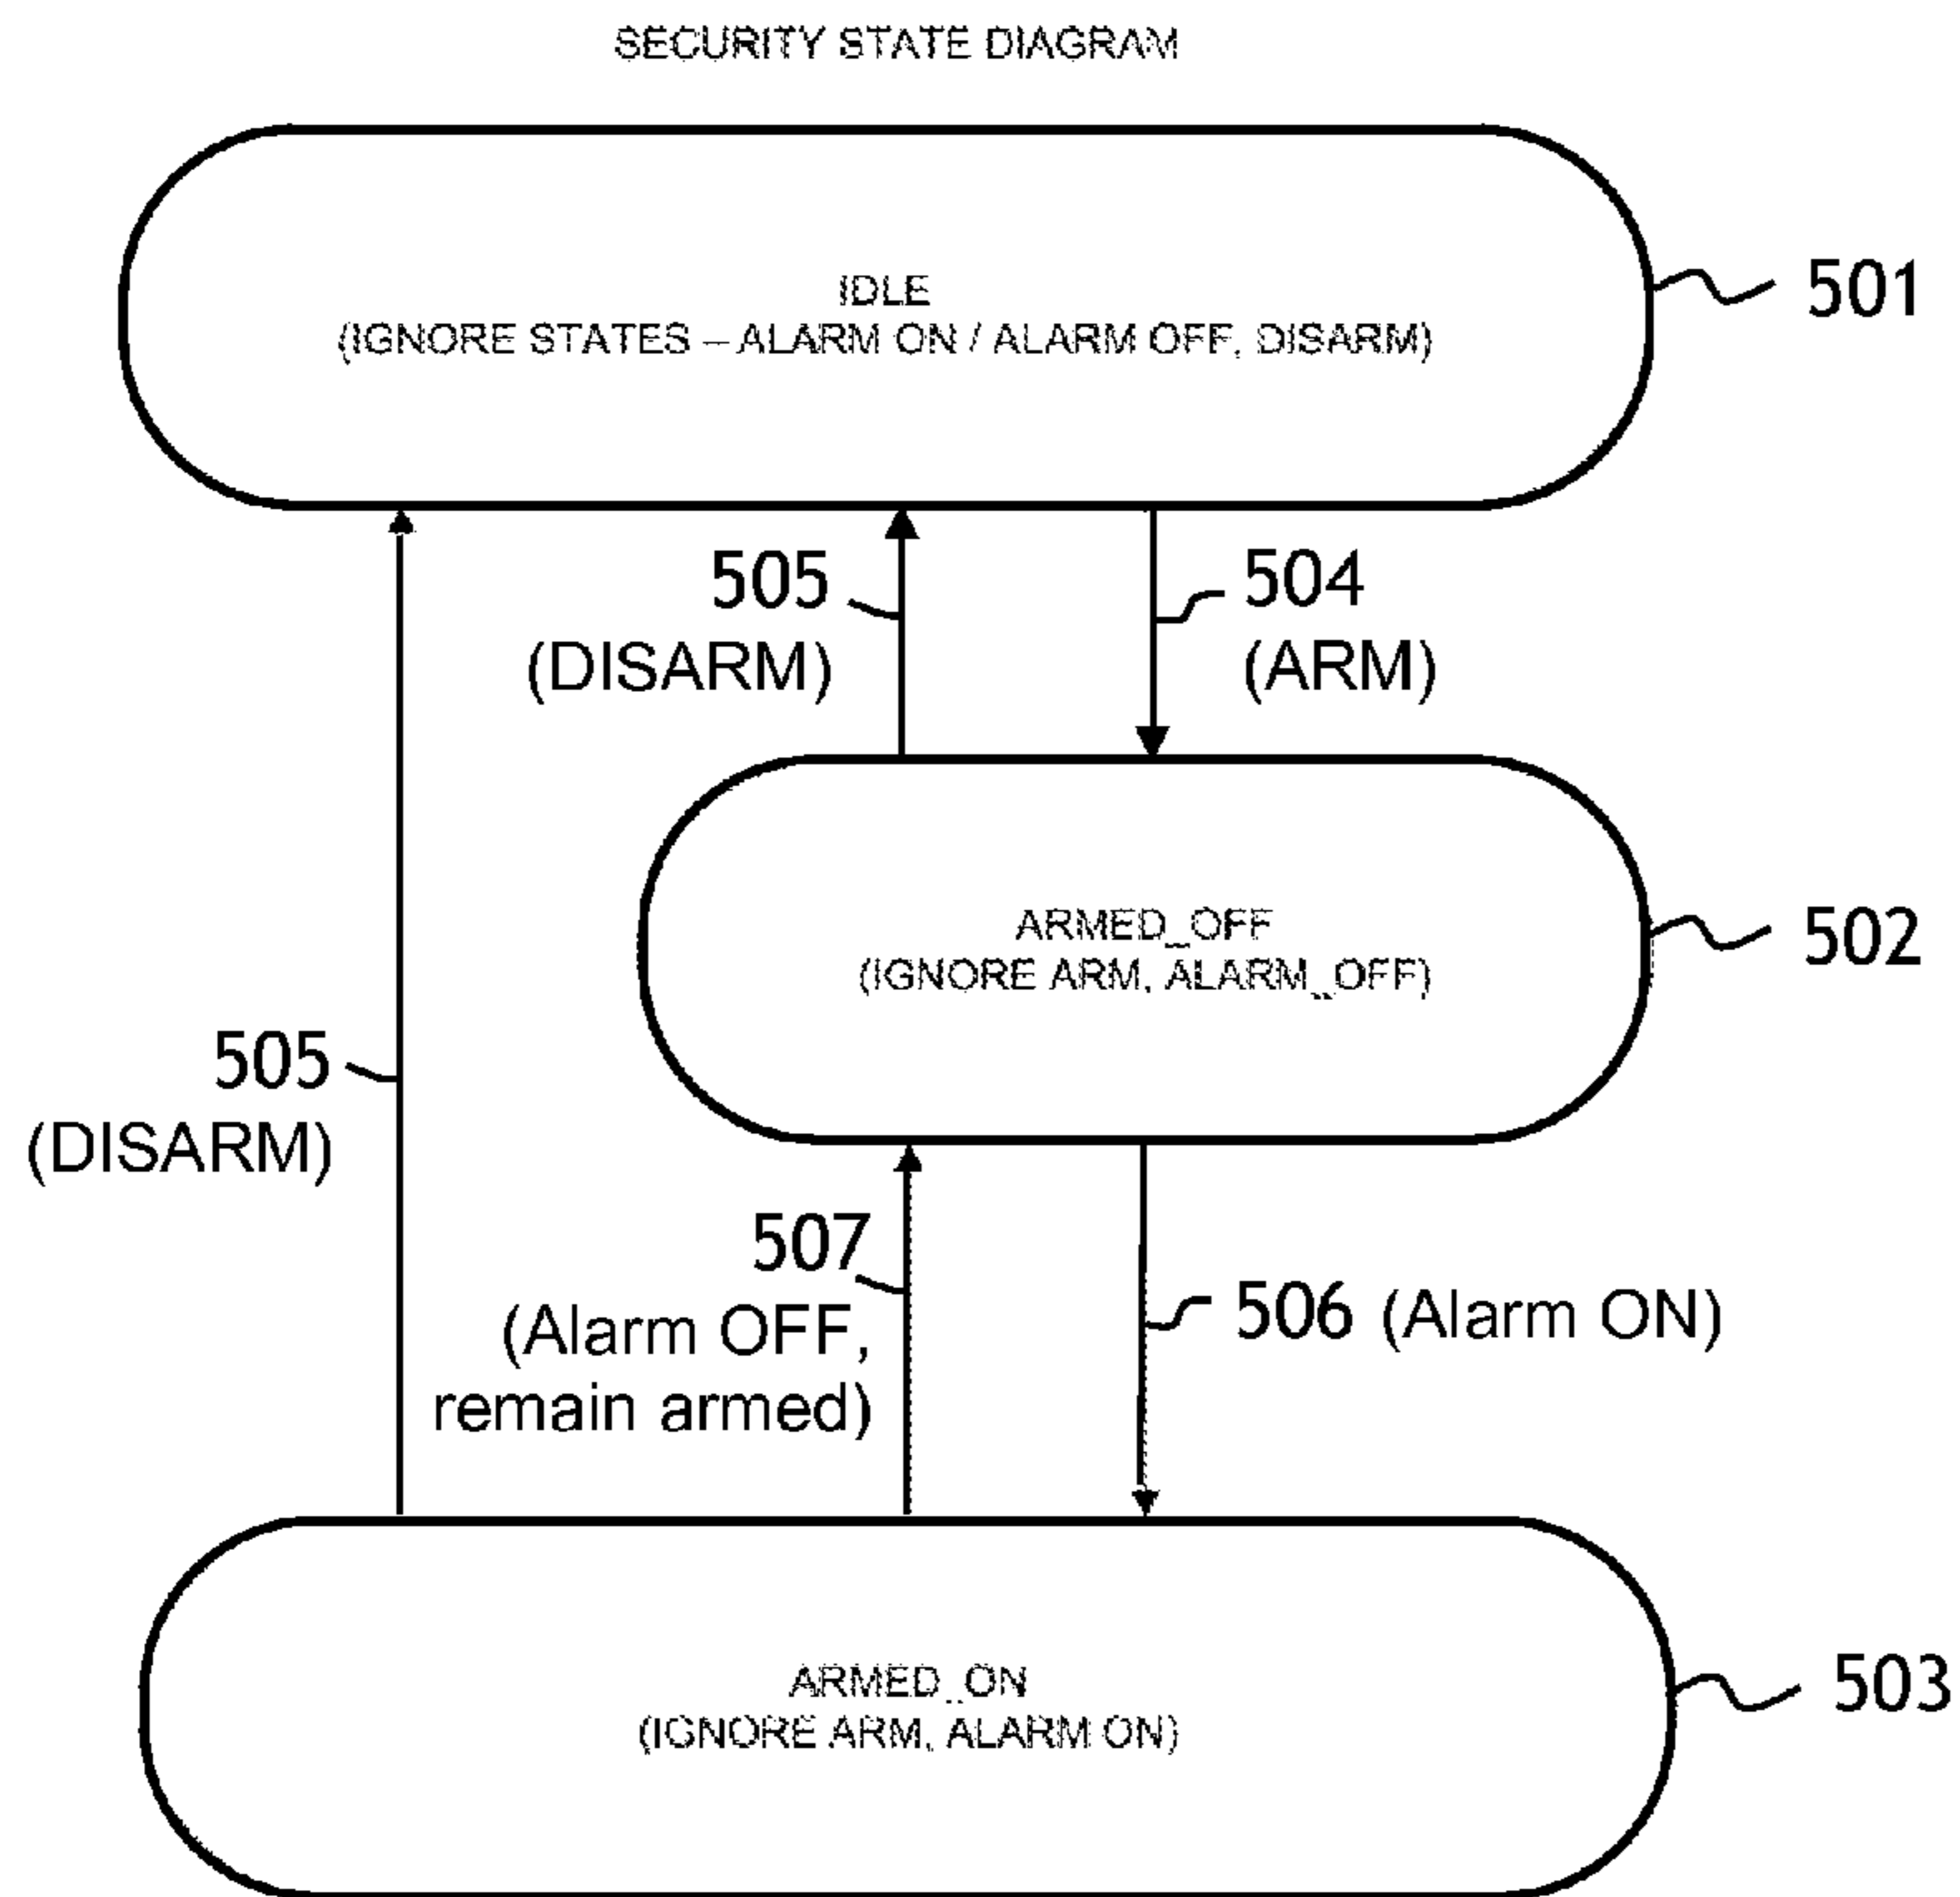 SECURITY STATE DIAGRAM
IDLE
(IGNORE STATES – ALARM ON / ALARM OFF, DISARM)
501
505
(DISARM)
504
(ARM)
ARMED_OFF
(IGNORE ARM, ALARM_OFF)
502
505
(DISARM)
507
(Alarm OFF,
remain armed)
506 (Alarm ON)
ARMED_ON
(IGNORE ARM, ALARM ON)
503